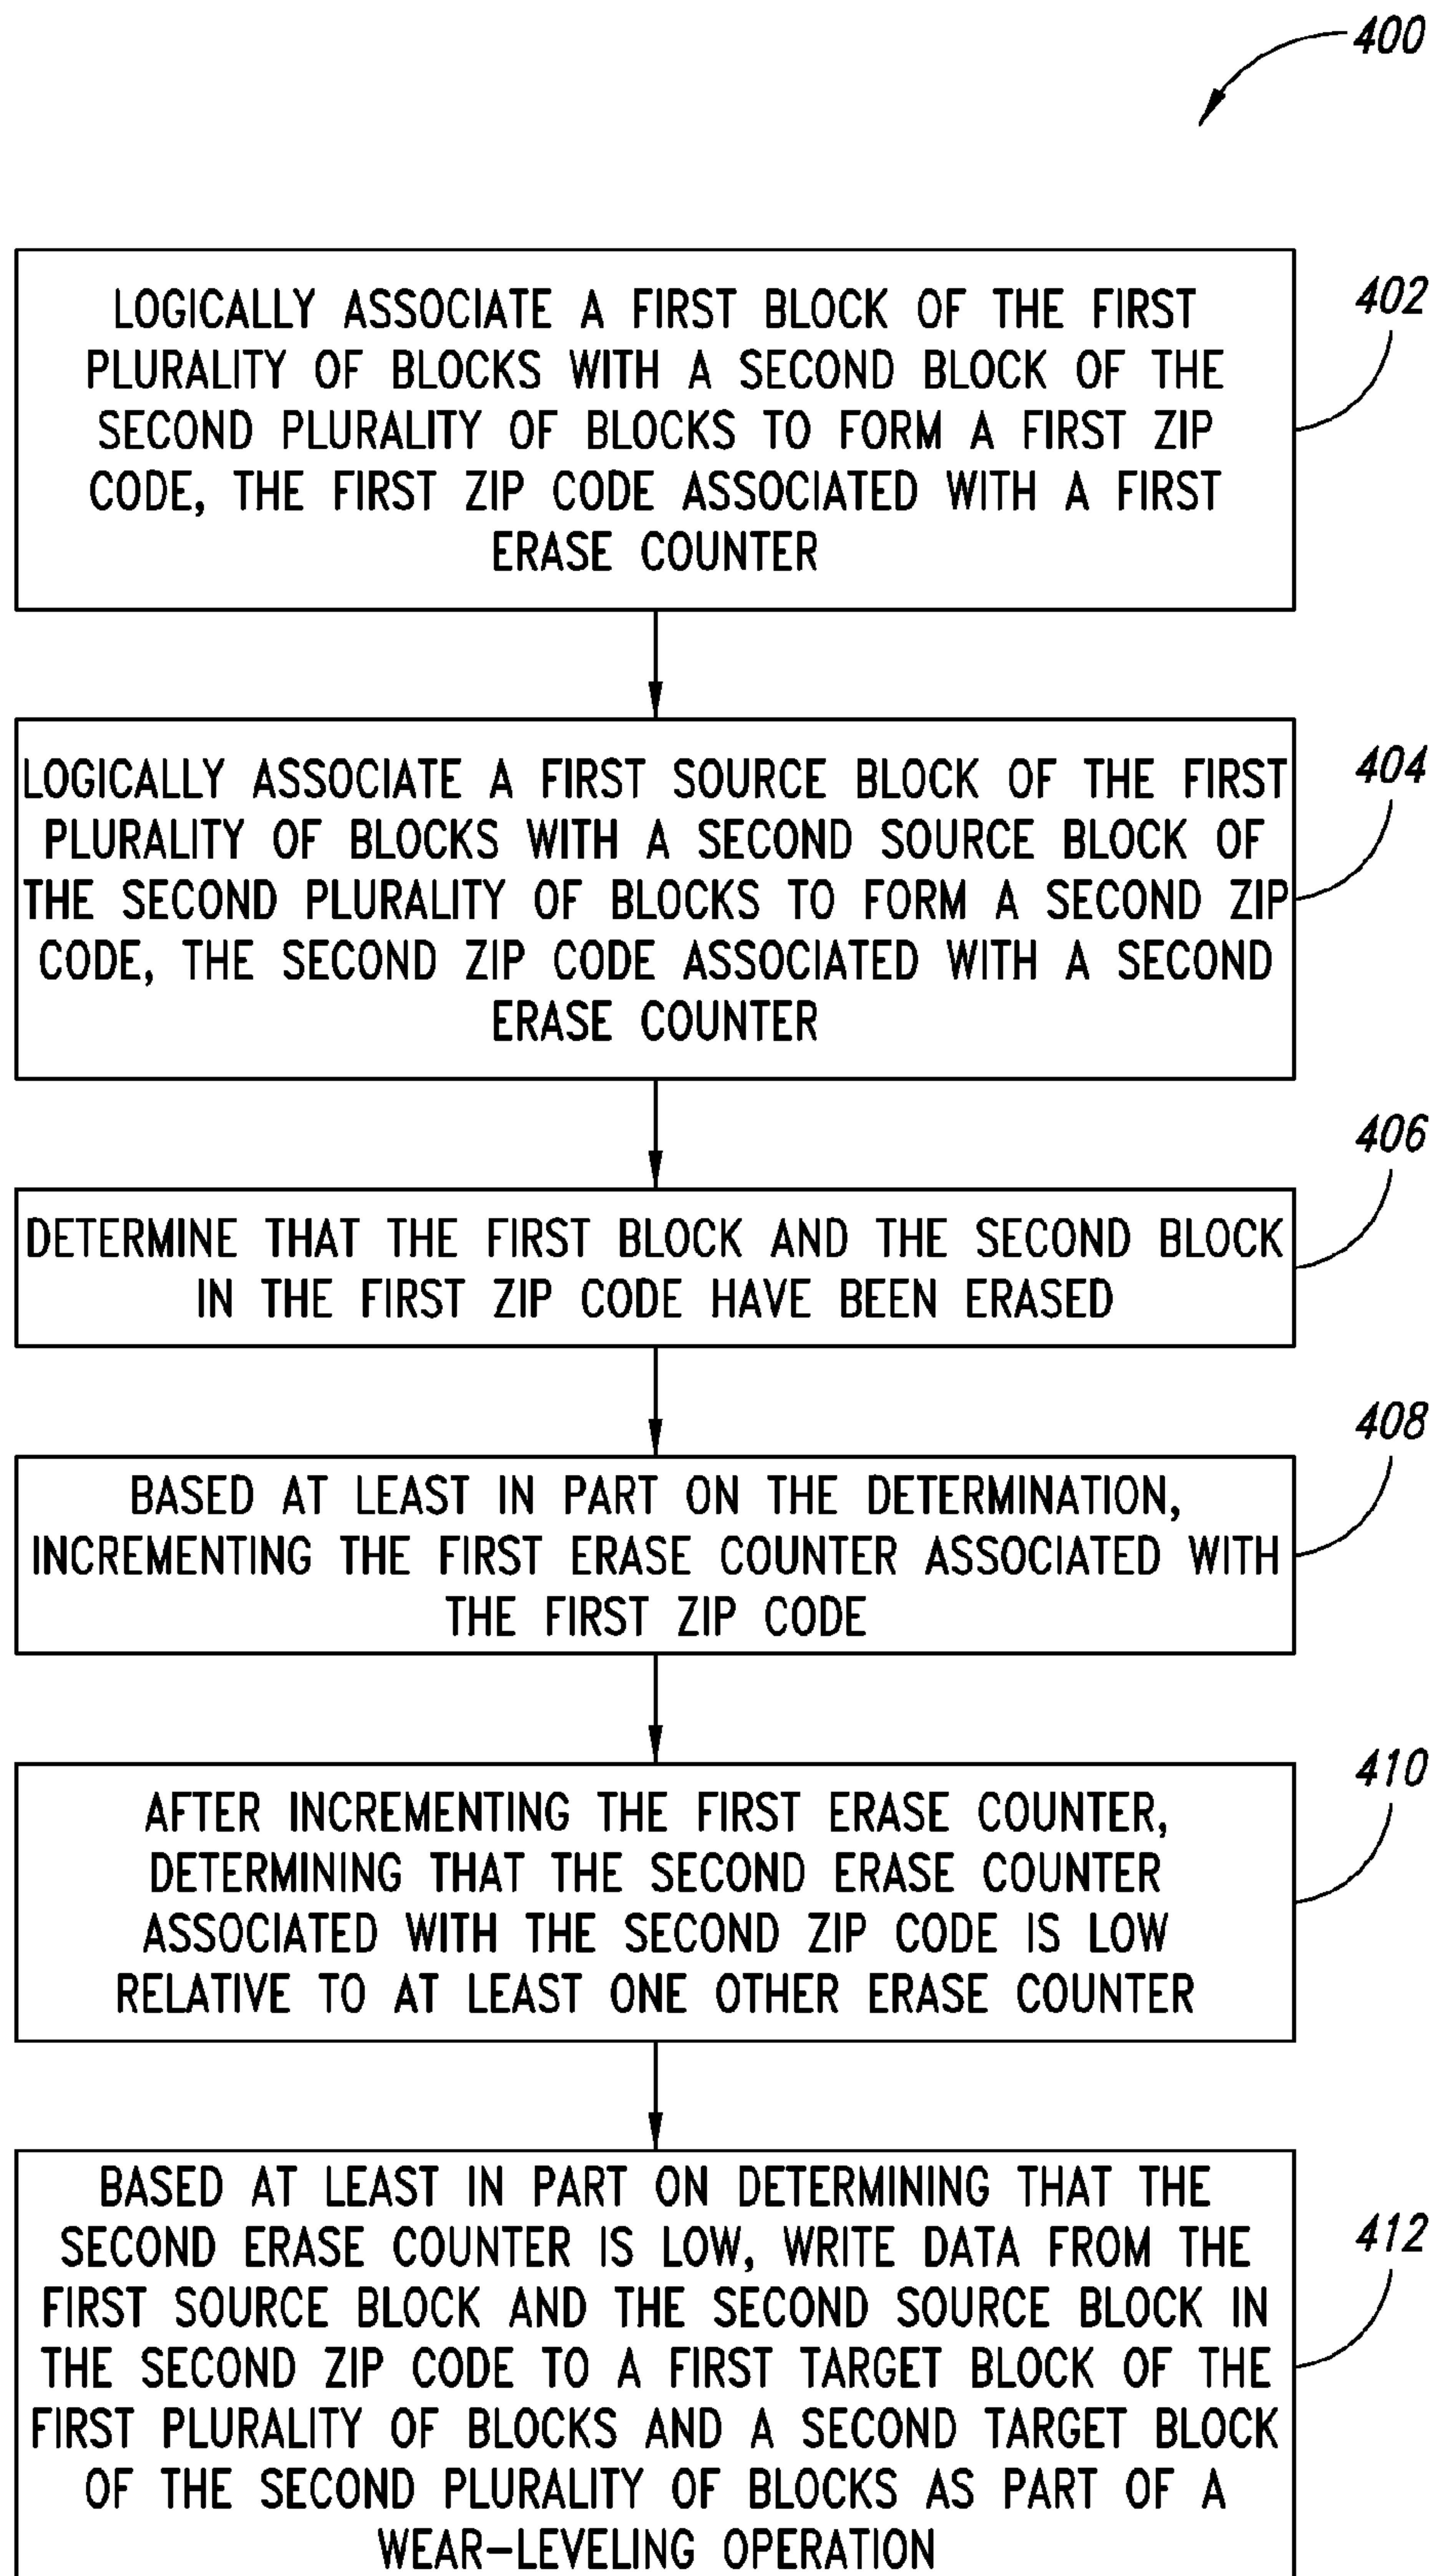 400
LOGICALLY ASSOCIATE A FIRST BLOCK OF THE FIRST
PLURALITY OF BLOCKS WITH A SECOND BLOCK OF THE
SECOND PLURALITY OF BLOCKS TO FORM A FIRST ZIP
CODE, THE FIRST ZIP CODE ASSOCIATED WITH A FIRST
ERASE COUNTER
402
LOGICALLY ASSOCIATE A FIRST SOURCE BLOCK OF THE FIRST
PLURALITY OF BLOCKS WITH A SECOND SOURCE BLOCK OF
THE SECOND PLURALITY OF BLOCKS TO FORM A SECOND ZIP
CODE, THE SECOND ZIP CODE ASSOCIATED WITH A SECOND
ERASE COUNTER
404
DETERMINE THAT THE FIRST BLOCK AND THE SECOND BLOCK
IN THE FIRST ZIP CODE HAVE BEEN ERASED
406
BASED AT LEAST IN PART ON THE DETERMINATION,
INCREMENTING THE FIRST ERASE COUNTER ASSOCIATED WITH
THE FIRST ZIP CODE
408
AFTER INCREMENTING THE FIRST ERASE COUNTER,
DETERMINING THAT THE SECOND ERASE COUNTER
ASSOCIATED WITH THE SECOND ZIP CODE IS LOW
RELATIVE TO AT LEAST ONE OTHER ERASE COUNTER
410
BASED AT LEAST IN PART ON DETERMINING THAT THE
SECOND ERASE COUNTER IS LOW, WRITE DATA FROM THE
FIRST SOURCE BLOCK AND THE SECOND SOURCE BLOCK IN
THE SECOND ZIP CODE TO A FIRST TARGET BLOCK OF THE
FIRST PLURALITY OF BLOCKS AND A SECOND TARGET BLOCK
OF THE SECOND PLURALITY OF BLOCKS AS PART OF A
WEAR-LEVELING OPERATION
412